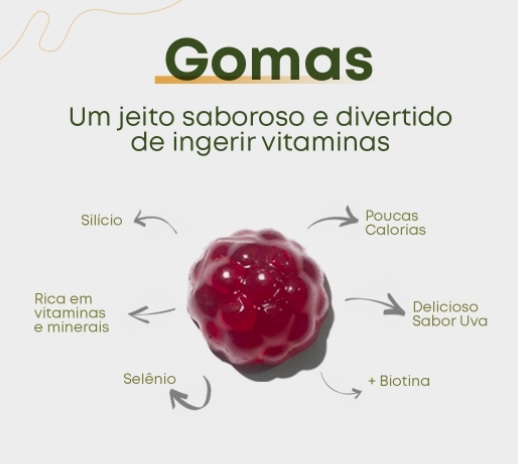 Gomas
Um jeito saboroso e divertido
de ingerir vitaminas
Silício
Poucas
Calorias
Rica em
vitaminas
e minerais
Delicioso
Sabor Uva
Selênio
+ Biotina